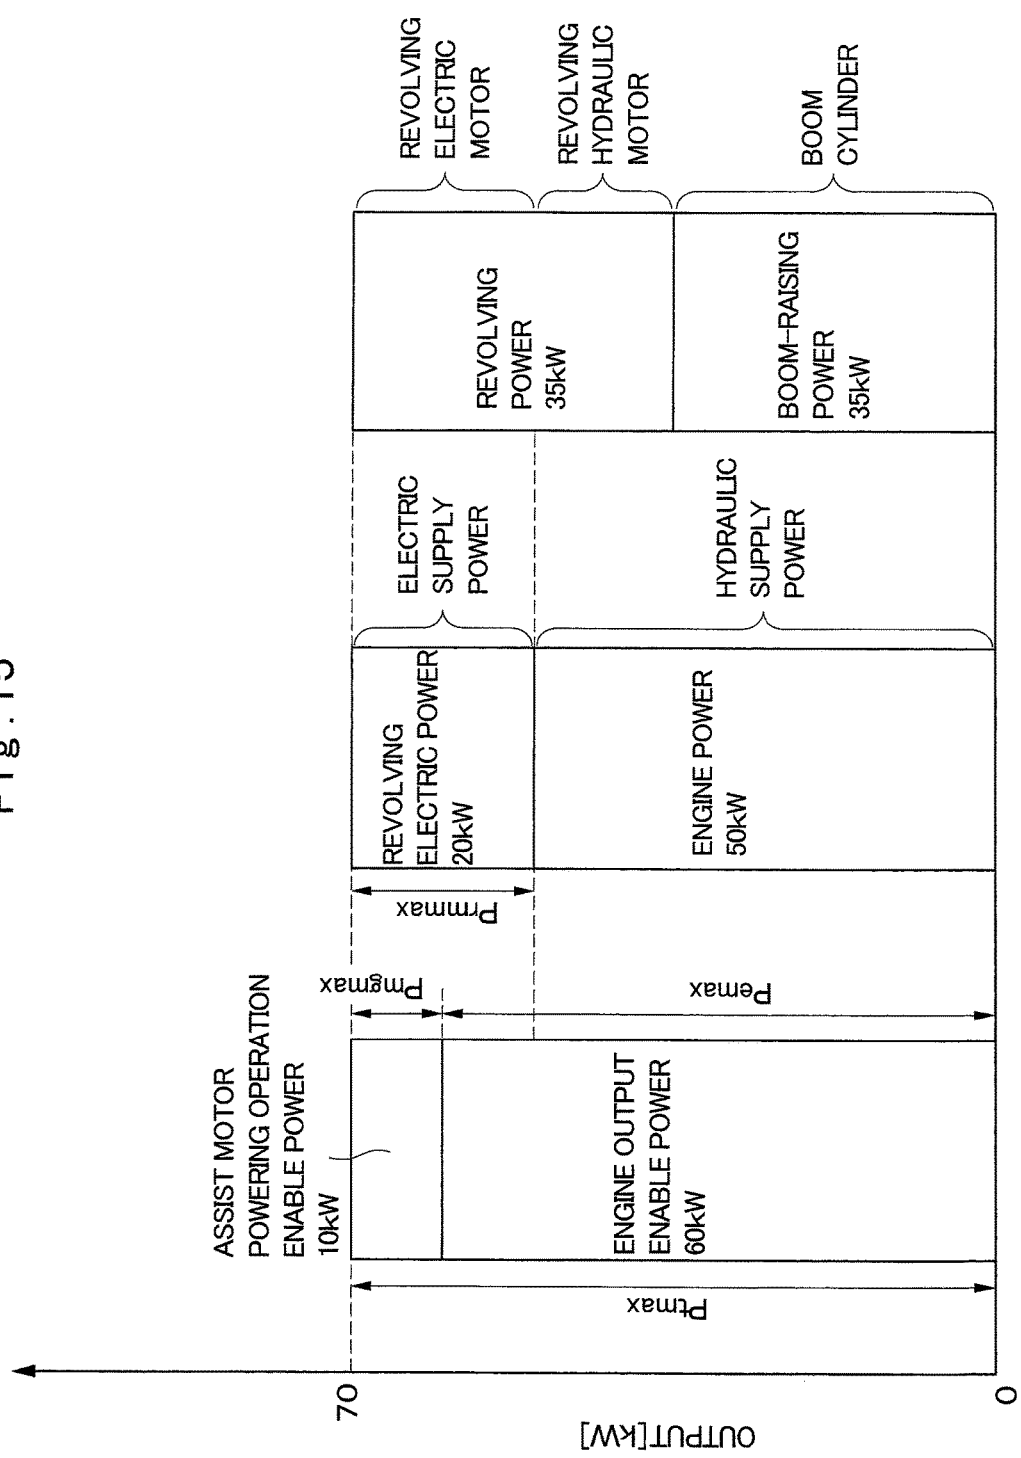 Fig. 15
OUTPUT[kW]
70
0
Ptmax
ASSIST MOTOR
POWERING OPERATION
ENABLE POWER
10kW
ENGINE OUTPUT
ENABLE POWER
60kW
Pmgmax
Pemax
Prmmax
REVOLVING
ELECTRIC POWER
20kW
ENGINE POWER
50kW
ELECTRIC
SUPPLY
POWER
HYDRAULIC
SUPPLY
POWER
REVOLVING
POWER
35kW
BOOM-RAISING
POWER
35kW
REVOLVING
ELECTRIC
MOTOR
REVOLVING
HYDRAULIC
MOTOR
BOOM
CYLINDER